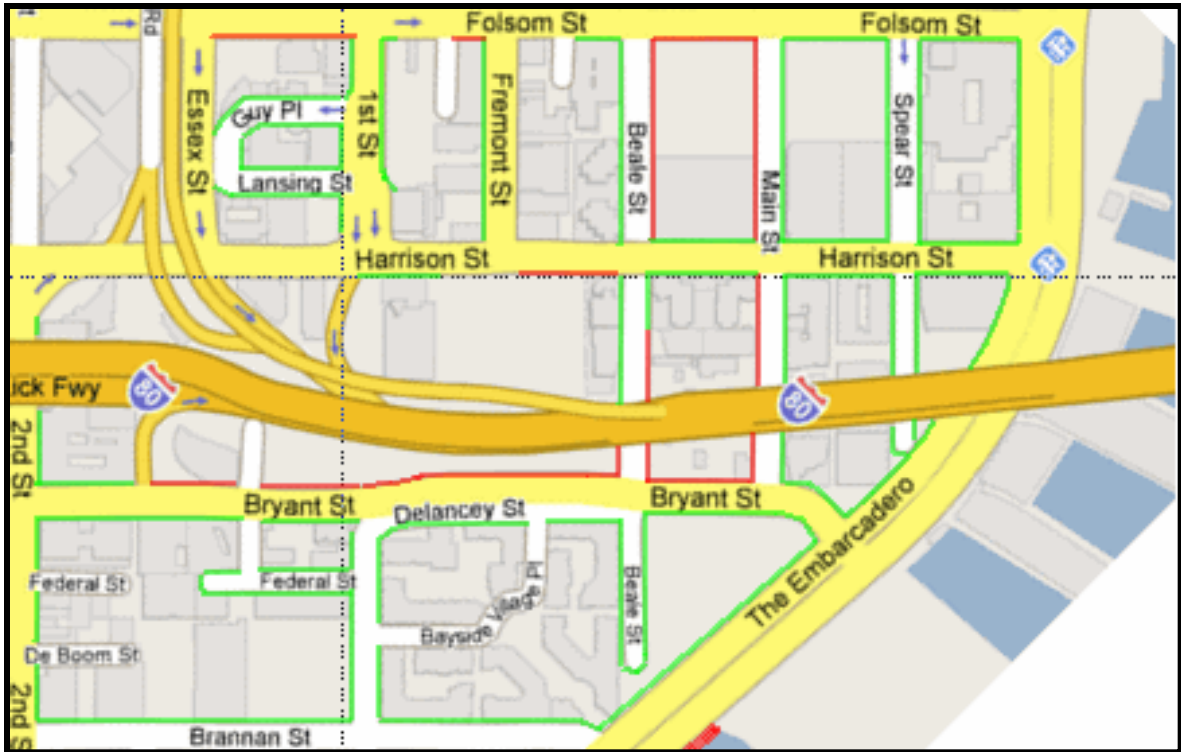 Folsom St
Folsom St
Rd
Essex St
Guy Pl
1st St
Fremont St
Beale St
Main St
Spear St
Lansing St
Harrison St
Harrison St
ick Fwy
80
80
2nd St
Bryant St
Delancey St
Bryant St
The Embarcadero
Federal St
Federal St
Beale St
Bayside Village Pl
De Boom St
2nd S
Brannan St